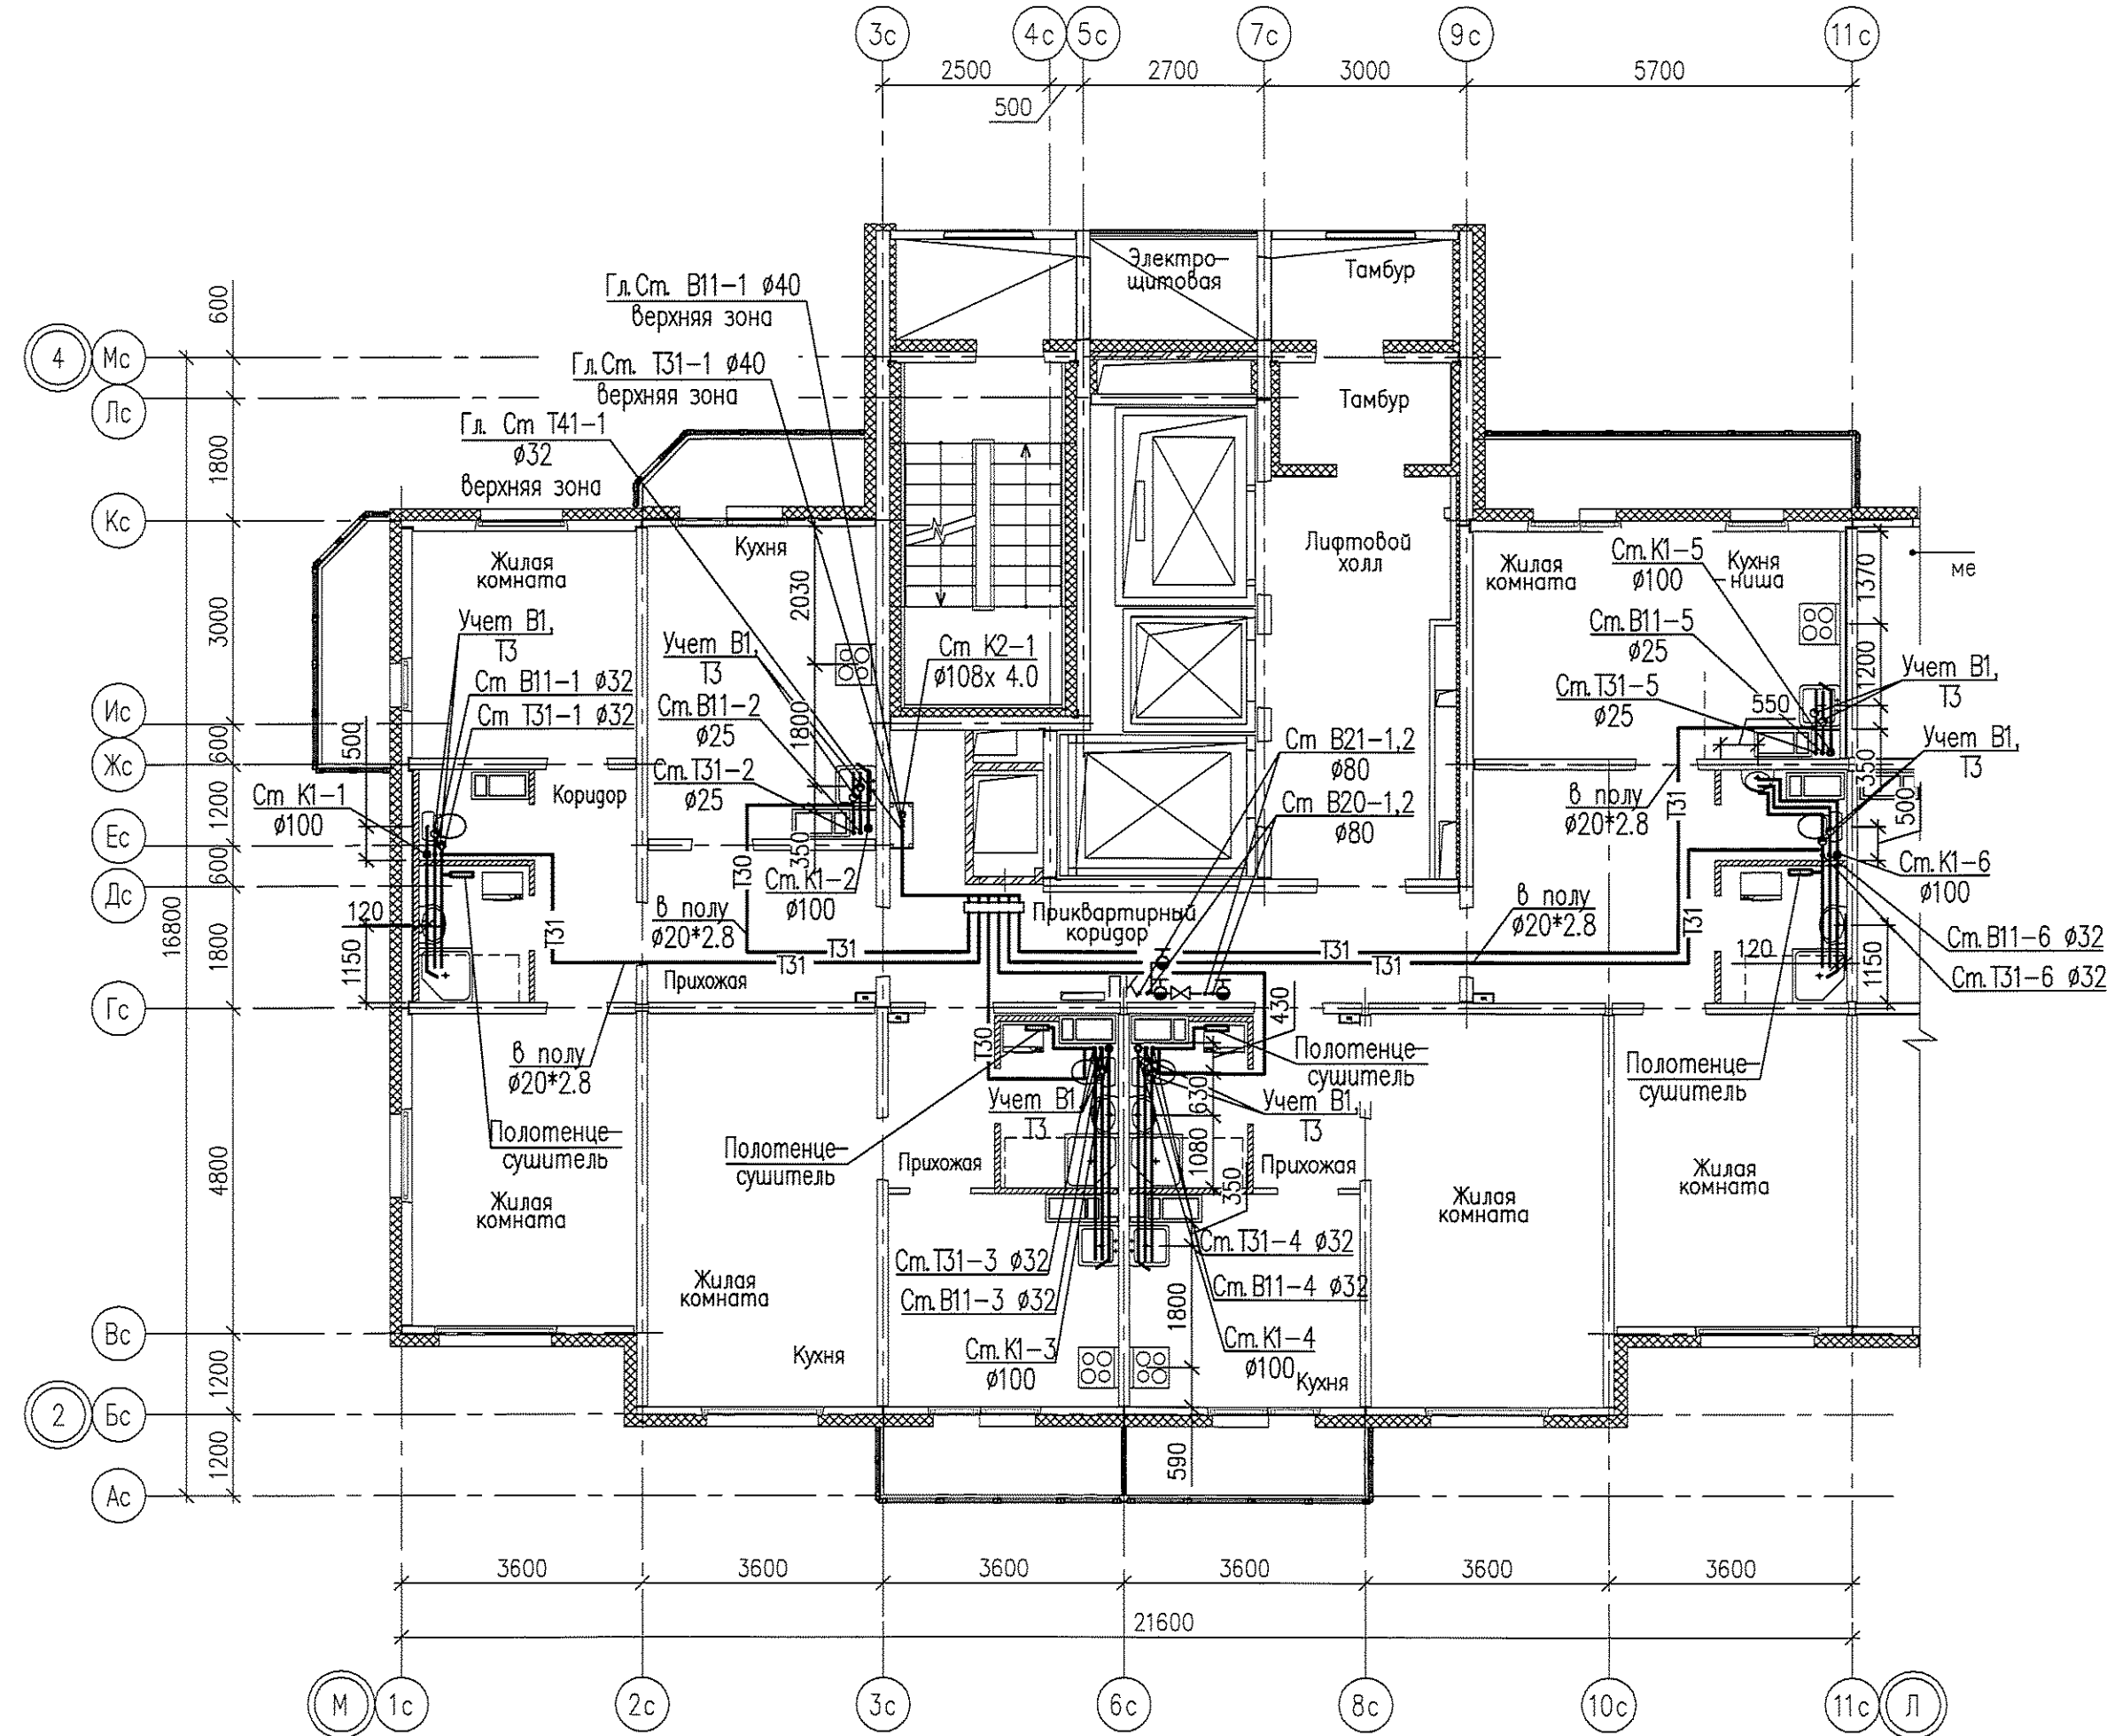 3с
4с
5с
7с
9с
11с
2500
2700
3000
5700
500
Электро-
щитовая
Тамбур
Гл.Ст. В11-1 ø40
верхняя зона
600
4
Мс
Гл.Ст. Т31-1 ø40
верхняя зона
Тамбур
Лс
Гл. Ст Т41-1
ø32
верхняя зона
1800
Кс
Жилая
комната
Кухня
Лифтовой
холл
Жилая
комната
Ст.К1-5
ø100
Кухня
ниша
1370
ме
2030
3000
Учет В1,
Т3
Учет В1,
Т3
Ст К2-1
ø108х 4.0
Ст.В11-5
ø25
1200
Учет В1,
Т3
Ст В11-1 ø32
Ст Т31-1 ø32
Ст.В11-2
ø25
Ст.Т31-5
ø25
550
Ис
500
1800
600
Жс
Ст В21-1,2
ø80
Учет В1,
Т3
350
Ст.Т31-2
ø25
Коридор
Ст К1-1
ø100
1200
Ст В20-1,2
ø80
в полу
ø20*2.8
Т31
500
Ес
350
600
Т30
Ст.К1-2
ø100
Ст.К1-6
ø100
Дс
16800
120
1150
1800
Т31
в полу
ø20*2.8
Приквартирный
коридор
в полу
ø20*2.8
Т31
Ст.В11-6 ø32
Т31
Т31
Т31
Т31
120
1150
Ст.Т31-6 ø32
Прихожая
Гс
430
Т30
в полу
ø20*2.8
Полотенце-
сушитель
Полотенце-
сушитель
Учет В1,
Т3
630
Учет В1,
Т3
Полотенце-
сушитель
Полотенце-
сушитель
Прихожая
1080
Прихожая
350
4800
Жилая
комната
Жилая
комната
Жилая
комната
Ст.Т31-3 ø32
Ст.Т31-4 ø32
Жилая
комната
Ст.В11-3 ø32
Ст.В11-4 ø32
1800
Вс
Кухня
Ст.К1-3
ø100
Ст.К1-4
ø100
Кухня
1200
2
Бс
590
1200
Ас
3600
3600
3600
3600
3600
3600
21600
М
1с
2с
3с
6с
8с
10с
11с
Л